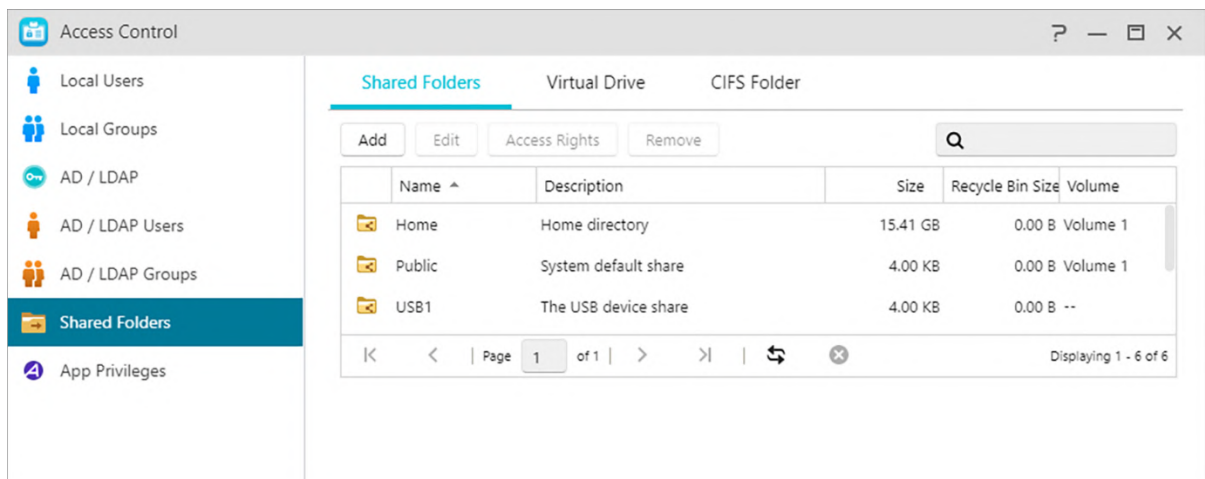 Access Control
Local Users
Local Groups
AD / LDAP
AD / LDAP Users
AD / LDAP Groups
Shared Folders
App Privileges
Shared Folders Virtual Drive CIFS Folder
Add Edit Access Rights Remove
Name Description Size Recycle Bin Size Volume
Home Home directory 15.41 GB 0.00 B Volume 1
Public System default share 4.00 KB 0.00 B Volume 1
USB1 The USB device share 4.00 KB 0.00 B --
Page 1 of 1 Displaying 1 - 6 of 6